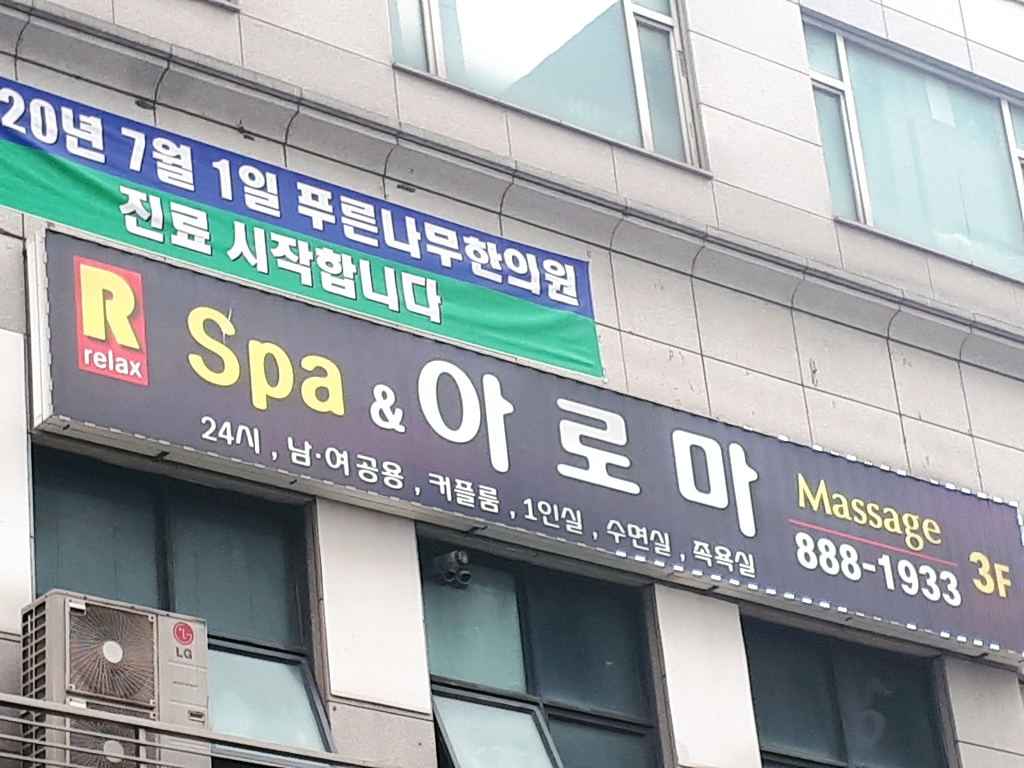 20년 7월 1일 푸른나무한의원
진료 시작합니다
R
relax
Spa & 아로마
24시 , 남·여공용 , 커플룸 , 1인실 , 수면실 , 족욕실
Massage
888-1933
3F
LG